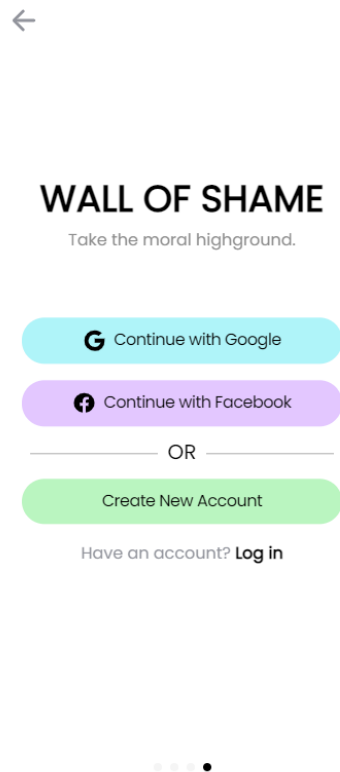 WALL OF SHAME
Take the moral highground.
Continue with Google
Continue with Facebook
OR
Create New Account
Have an account? Log in